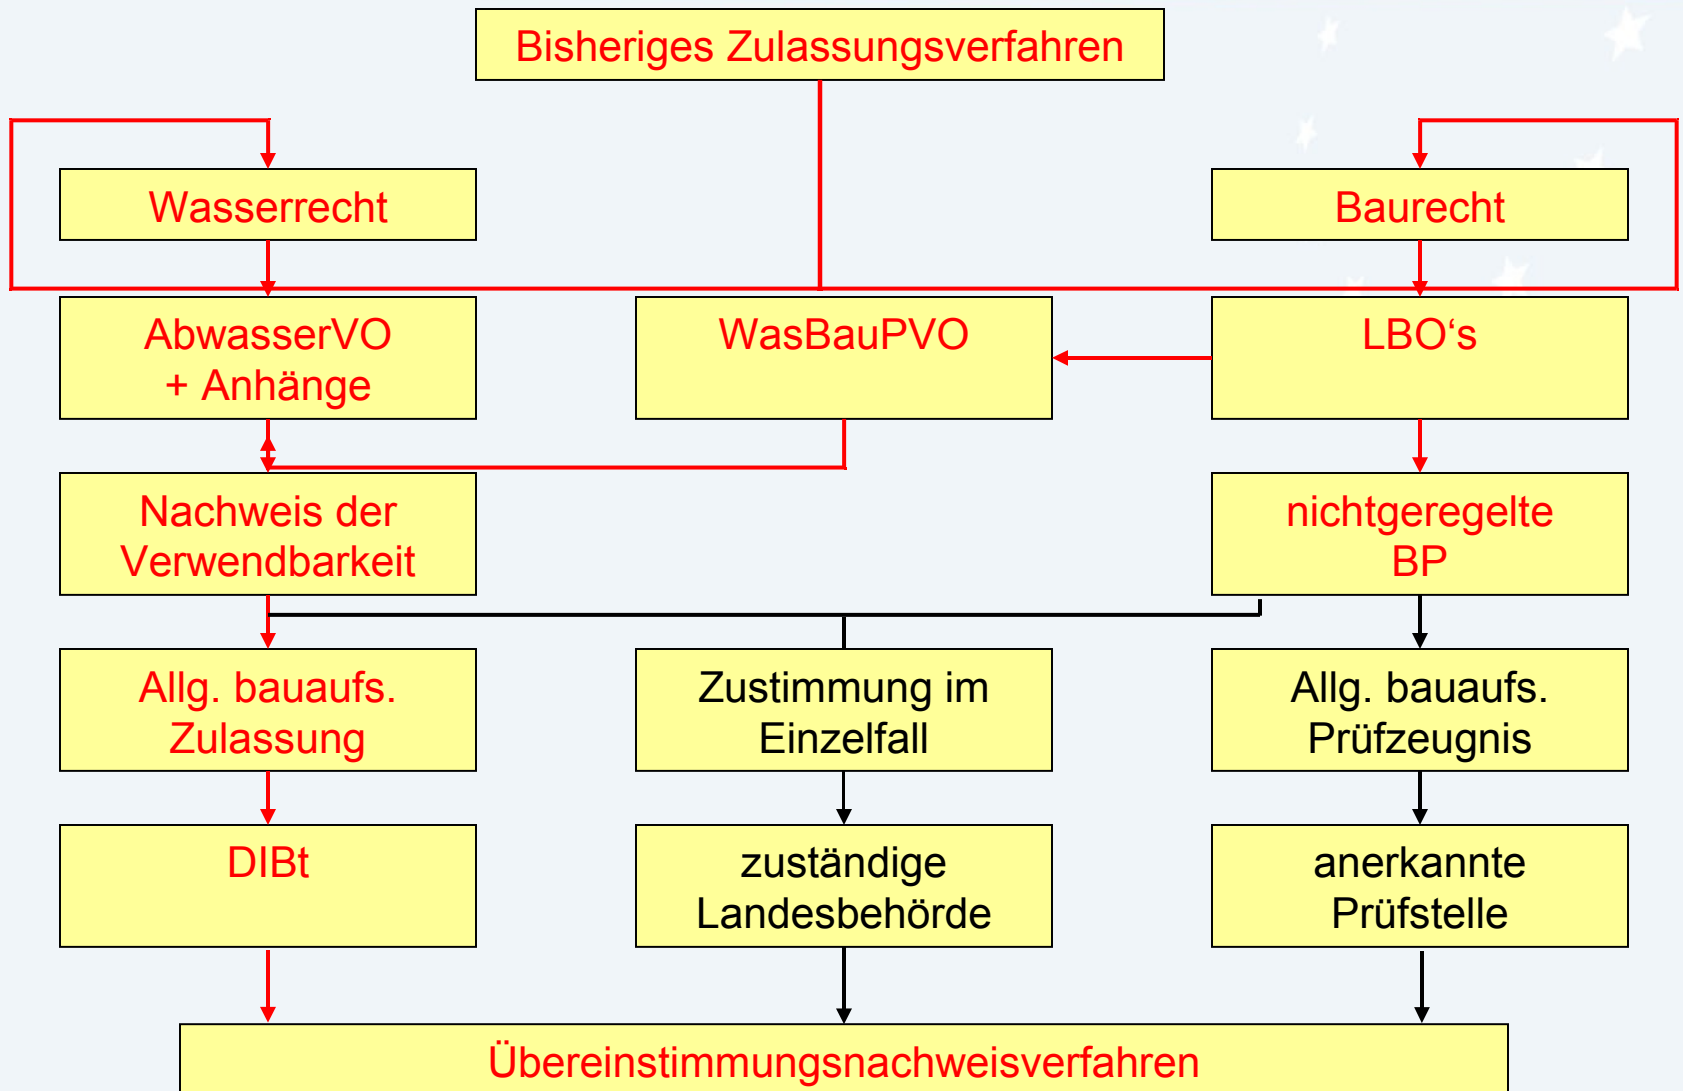 Bisheriges Zulassungsverfahren
Wasserrecht
Baurecht
AbwasserVO
+ Anhänge
WasBauPVO
LBO‘s
Nachweis der
Verwendbarkeit
nichtgeregelte
BP
Allg. bauaufs.
Zulassung
Zustimmung im
Einzelfall
Allg. bauaufs.
Prüfzeugnis
DIBt
zuständige
Landesbehörde
anerkannte
Prüfstelle
Übereinstimmungsnachweisverfahren